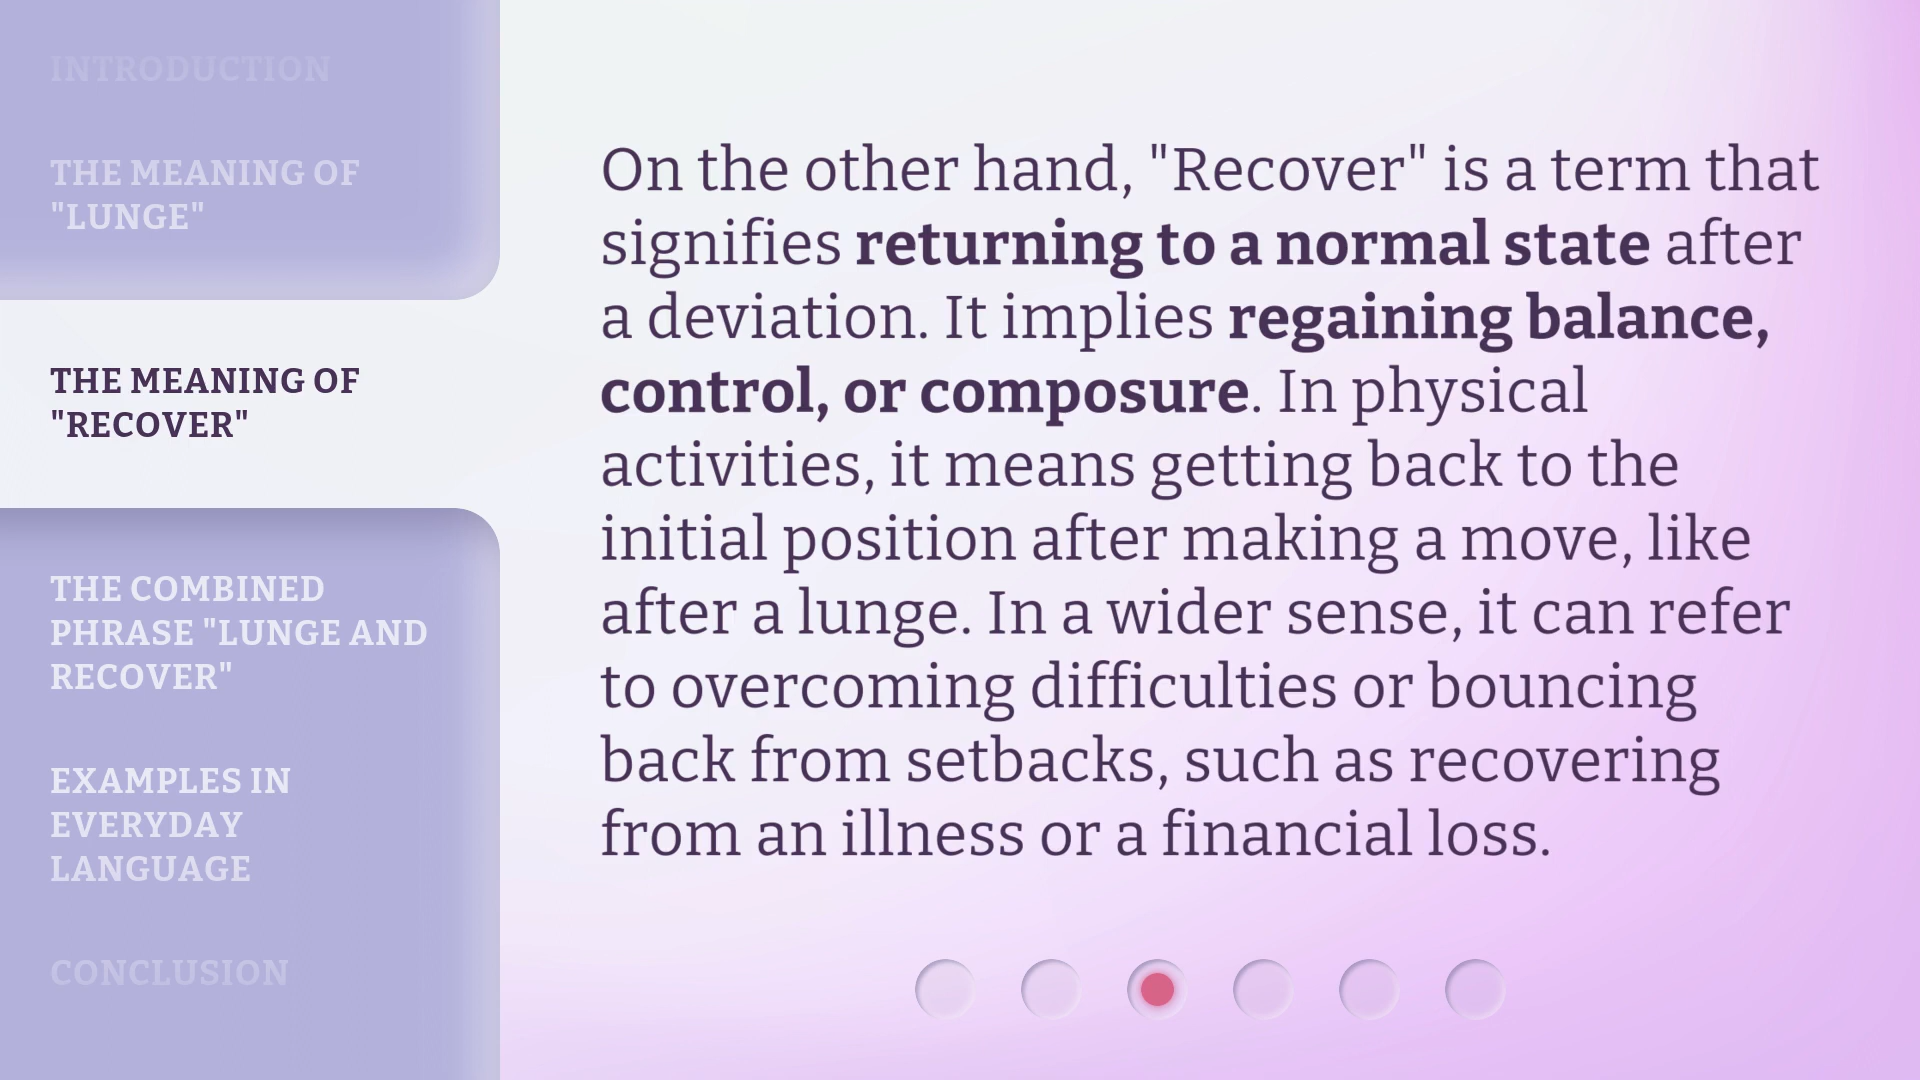 INTRODUCTION
THE MEANING OF
"LUNGE"
THE MEANING OF
"RECOVER"
THE COMBINED
PHRASE "LUNGE AND
RECOVER"
EXAMPLES IN
EVERYDAY
LANGUAGE
CONCLUSION
On the other hand, "Recover" is a term that
signifies returning to a normal state after
a deviation. It implies regaining balance,
control, or composure. In physical
activities, it means getting back to the
initial position after making a move, like
after a lunge. In a wider sense, it can refer
to overcoming difficulties or bouncing
back from setbacks, such as recovering
from an illness or a financial loss.